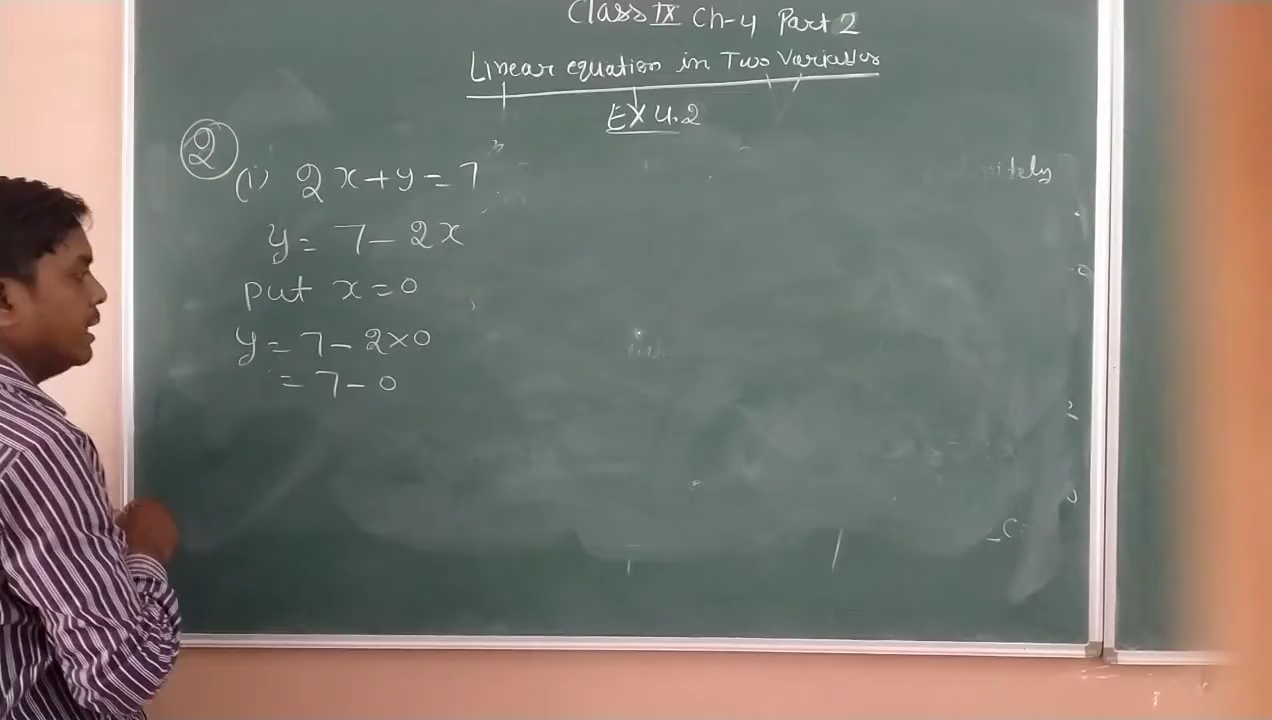 Class IX Ch-4 Part 2
Linear equation in Two Variables
EX 4.2
2
(i) 2x+y=7
y= 7-2x
put x=0
y= 7-2×0
= 7-0